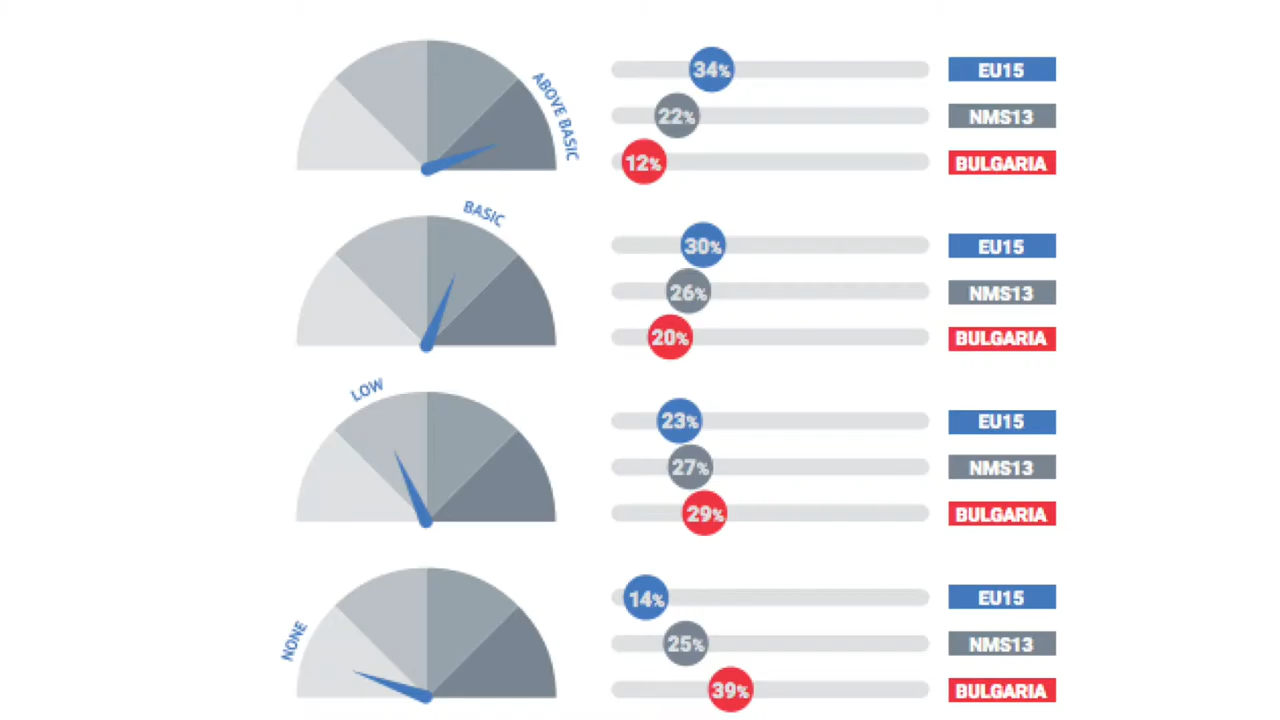 ABOVE BASIC
34% EU15
22% NMS13
12% BULGARIA
BASIC
30% EU15
26% NMS13
20% BULGARIA
LOW
23% EU15
27% NMS13
29% BULGARIA
NONE
14% EU15
25% NMS13
39% BULGARIA